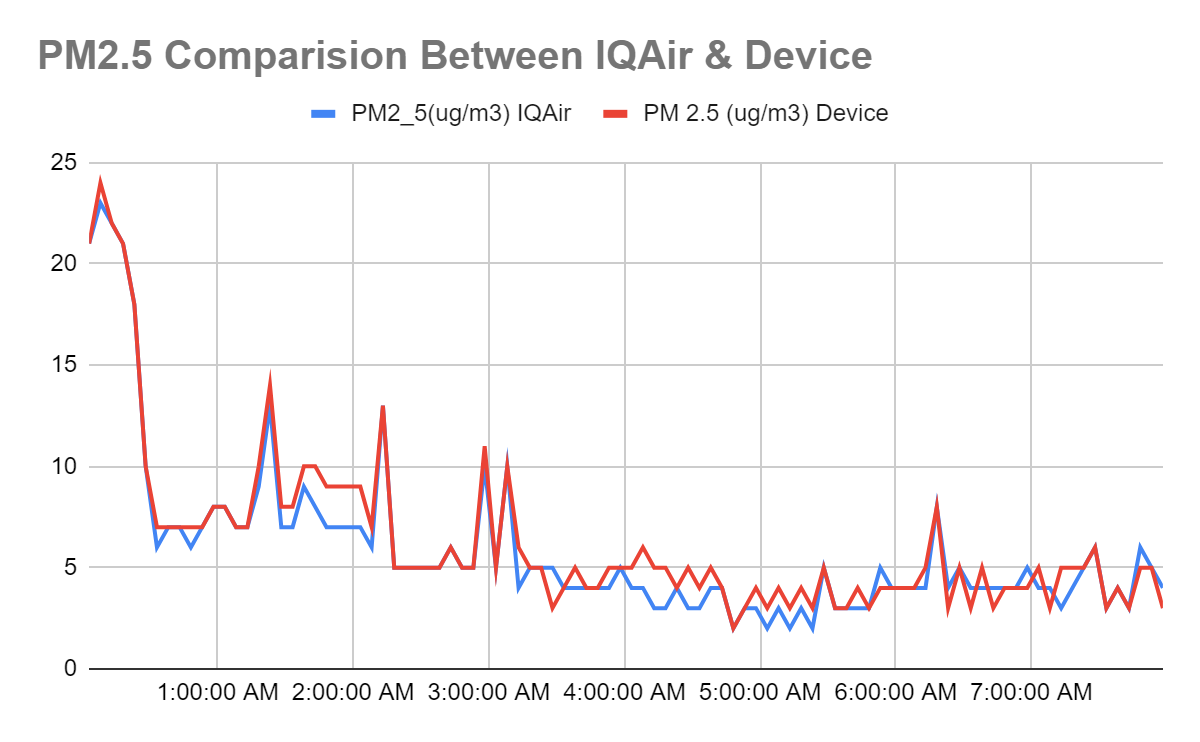 PM2.5 Comparision Between IQAir & Device
PM2_5(ug/m3) IQAir PM 2.5 (ug/m3) Device
25
20
15
10
5
0
1:00:00 AM 2:00:00 AM 3:00:00 AM 4:00:00 AM 5:00:00 AM 6:00:00 AM 7:00:00 AM